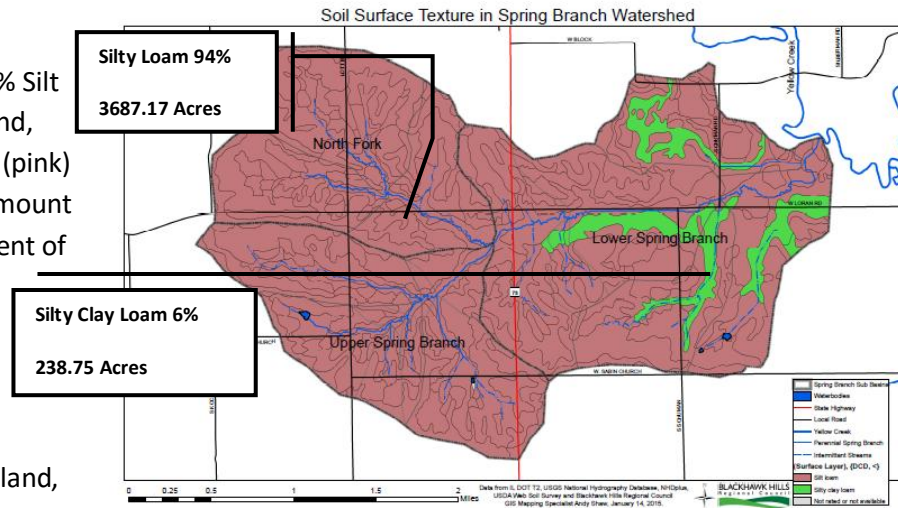 Soil Surface Texture in Spring Branch Watershed
Silty Loam 94%
3687.17 Acres
% Silt
nd,
(pink)
mount
ent of
W BLOCK
Yellow Creek
North Fork
W LORAN RD
Lower Spring Branch
75
Silty Clay Loam 6%
238.75 Acres
Upper Spring Branch
W. SABIN CHURCH
land,
Spring Branch Sub Basins
Waterbodies
State Highway
Local Road
Yellow Creek
Perennial Spring Branch
Intermittent Streams
(Surface Layer), {DCD, <}
Silt loam
Silty clay loam
Not rated or not available
0 0.25 0.5 1 1.5 2
Miles
Data from IL DOT T2, USGS National Hydrography Database, NHDplus,
USDA Web Soil Survey and Blackhawk Hills Regional Council
GIS Mapping Specialist Andy Shaw, January 14, 2015.
BLACKHAWK HILLS
Regional Council